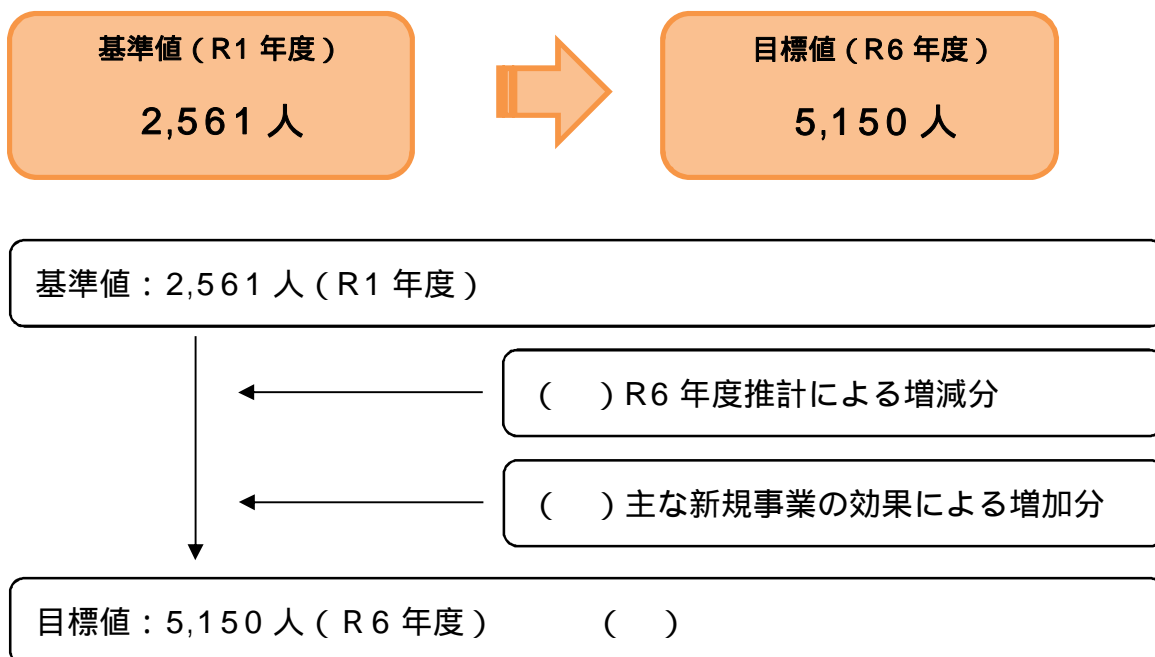 基準値（R1 年度）
2,561 人
目標値（R6 年度）
5,150 人
基準値：2,561 人（R1 年度）
（　）R6 年度推計による増減分
（　）主な新規事業の効果による増加分
目標値：5,150 人（R6 年度）　（　）